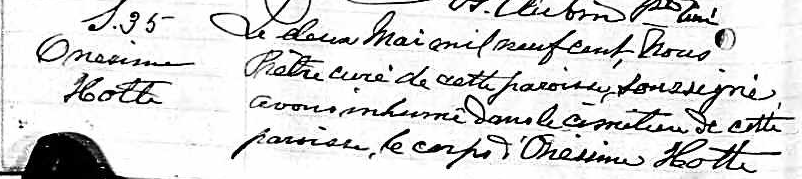 S. 35
Onesime
Hotte
H. Aubin Ptre curé
Le deux Mai mil neuf cent, Nous
Prêtre curé de cette paroisse, soussigné,
avons inhumé dans le cimetière de cette
paroisse, le corps d'Onésime Hotte